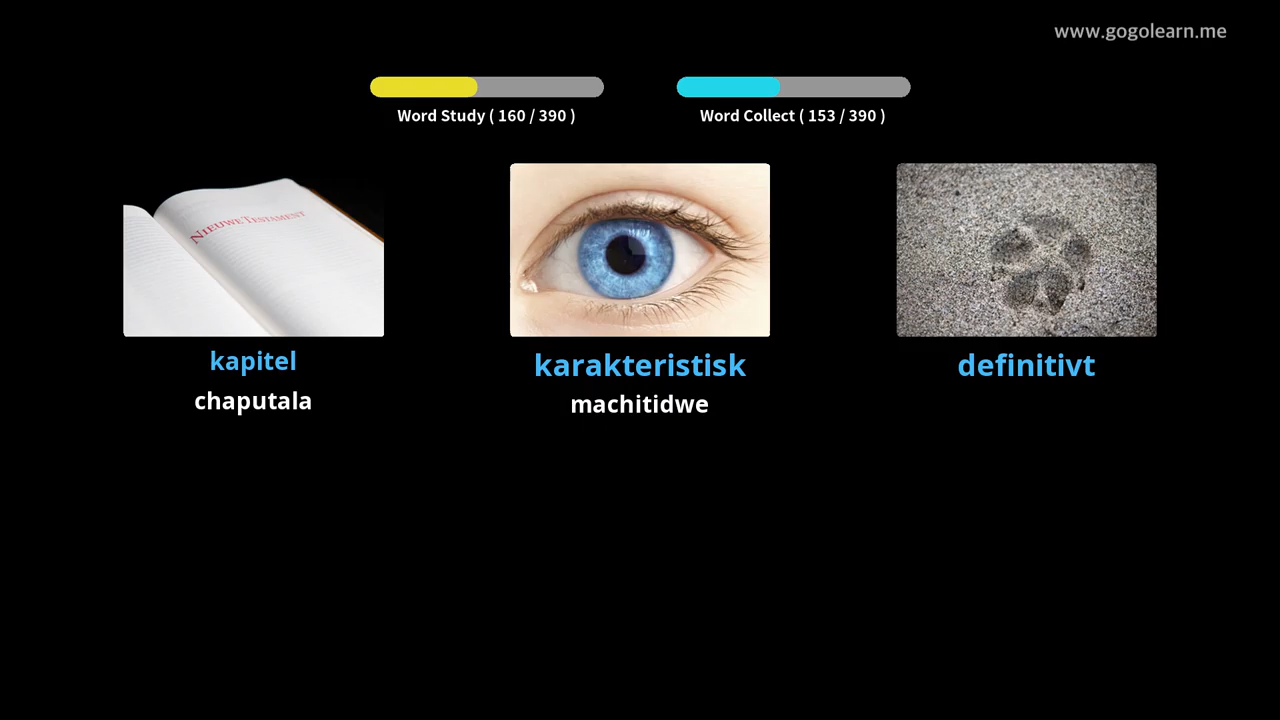 www.gogolearn.me
Word Study ( 160 / 390 )
Word Collect ( 153 / 390 )
NIEUWE TESTAMENT
kapitel
karakteristisk
definitivt
chaputala
machitidwe